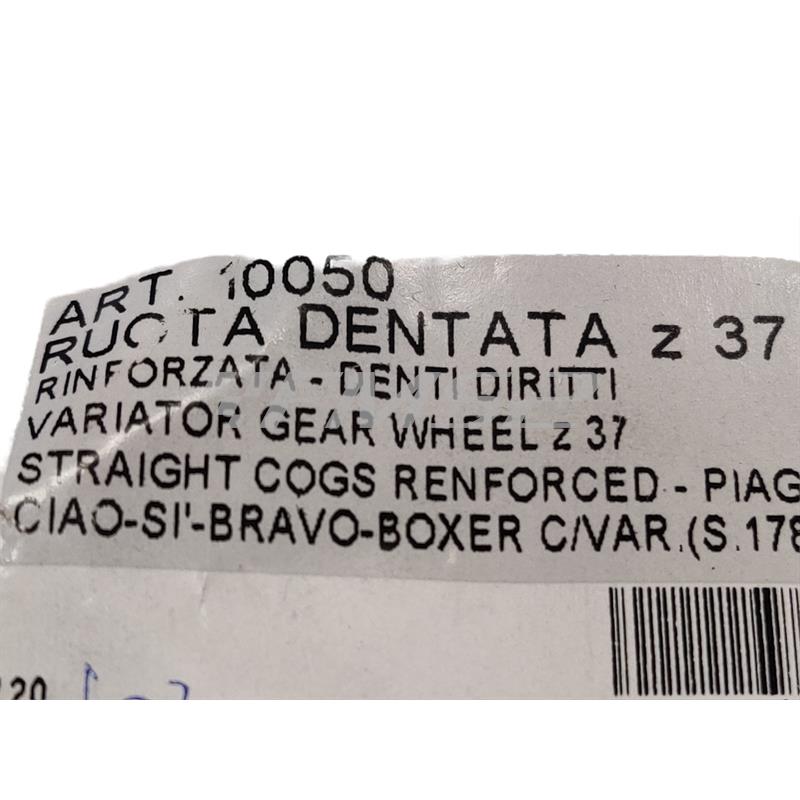 ART. 10050
RUOTA DENTATA z 37
RINFORZATA - DENTI DIRITTI
VARIATOR GEAR WHEEL z 37
STRAIGHT COGS RENFORCED - PIAG
CIAO-SI'-BRAVO-BOXER C/VAR.(S.178
20